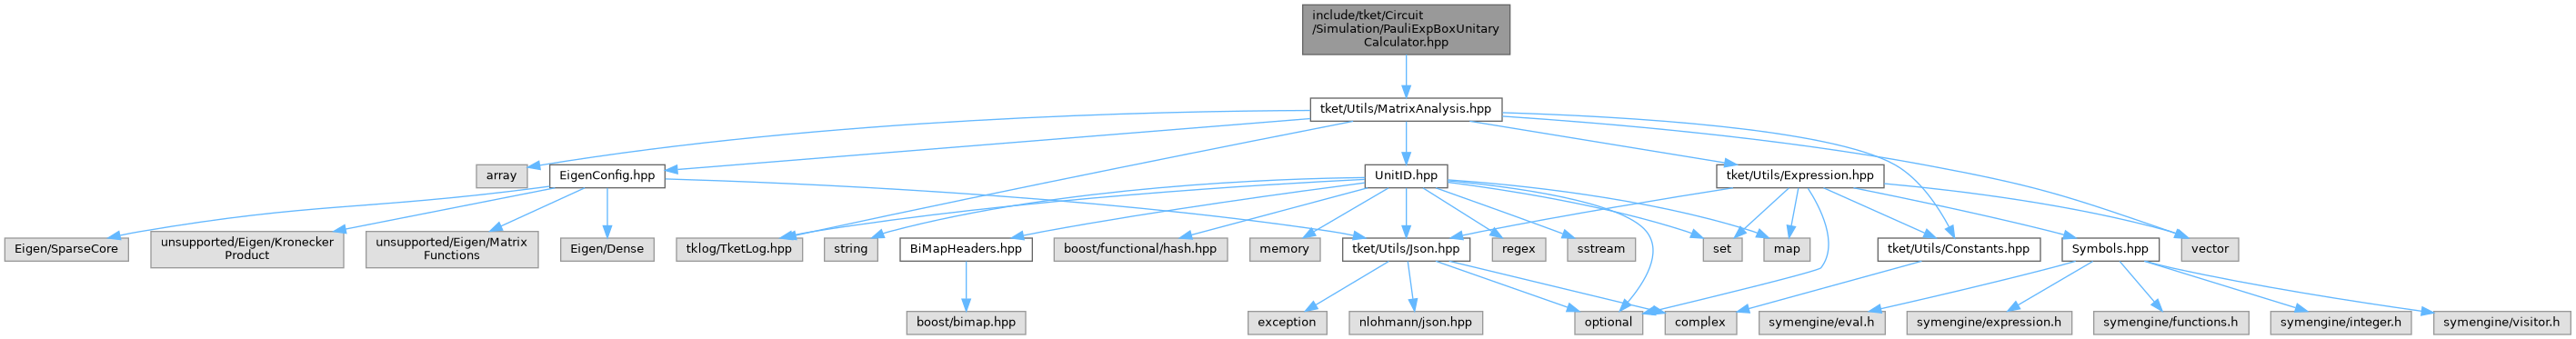 include/tket/Circuit
/Simulation/PauliExpBoxUnitary
Calculator.hpp
tket/Utils/MatrixAnalysis.hpp
array
EigenConfig.hpp
UnitID.hpp
tket/Utils/Expression.hpp
Eigen/SparseCore
unsupported/Eigen/Kronecker
Product
unsupported/Eigen/Matrix
Functions
Eigen/Dense
tklog/TketLog.hpp
string
BiMapHeaders.hpp
boost/functional/hash.hpp
memory
tket/Utils/Json.hpp
regex
sstream
set
map
tket/Utils/Constants.hpp
Symbols.hpp
vector
boost/bimap.hpp
exception
nlohmann/json.hpp
optional
complex
symengine/eval.h
symengine/expression.h
symengine/functions.h
symengine/integer.h
symengine/visitor.h